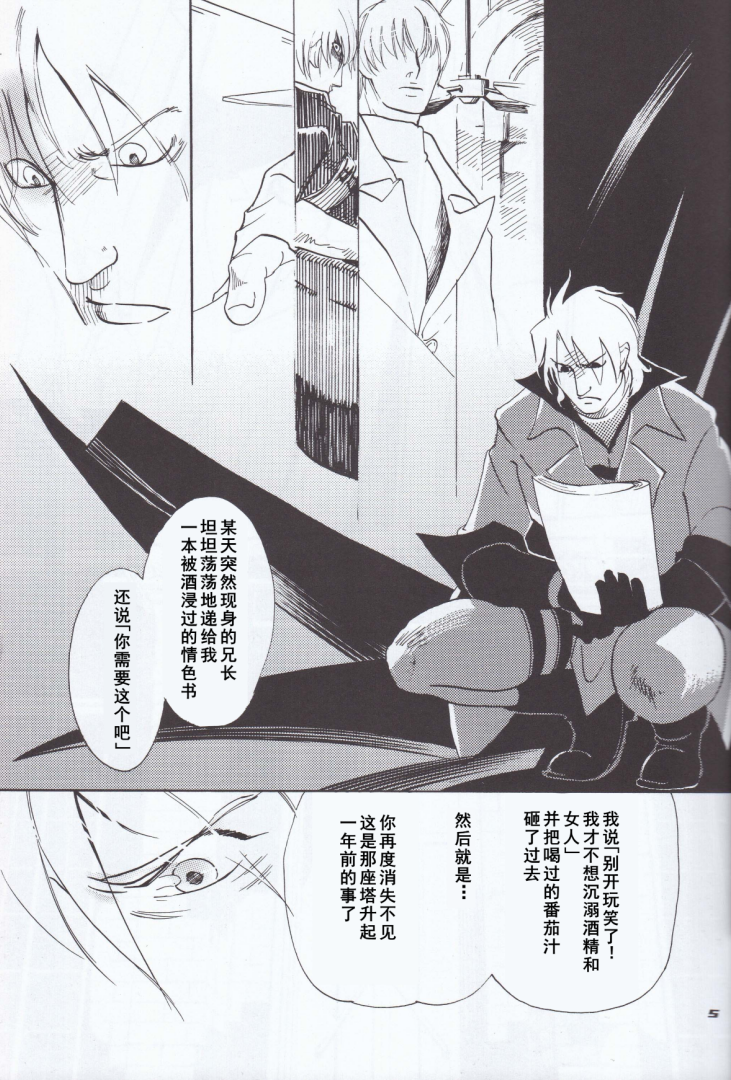 某天突然现身的兄长
坦坦荡荡地递给我
一本被酒浸过的情色书
还说「你需要这个吧」
我说「别开玩笑了!
我才不想沉溺酒精和
女人」
并把喝过的番茄汁
砸了过去
然后就是…
你再度消失不见
这是那座塔升起
一年前的事了
5